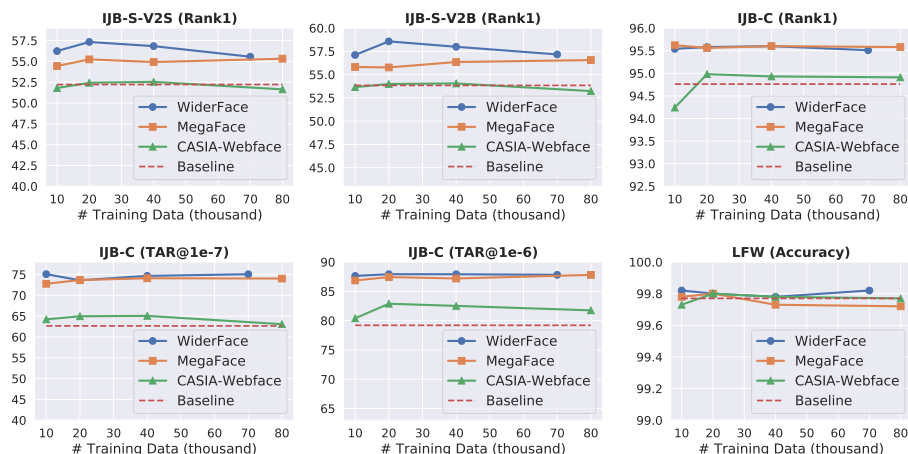 IJB-S-V2S (Rank1)
57.5
55.0
52.5
50.0
47.5
45.0
42.5
40.0
WiderFace
MegaFace
CASIA-Webface
Baseline
10 20 30 40 50 60 70 80
# Training Data (thousand)
IJB-S-V2B (Rank1)
60.0
57.5
55.0
52.5
50.0
47.5
45.0
WiderFace
MegaFace
CASIA-Webface
Baseline
10 20 30 40 50 60 70 80
# Training Data (thousand)
IJB-C (Rank1)
96.0
95.5
95.0
94.5
94.0
93.5
93.0
92.5
WiderFace
MegaFace
CASIA-Webface
Baseline
10 20 30 40 50 60 70 80
# Training Data (thousand)
IJB-C (TAR@1e-7)
75
70
65
60
55
50
45
40
WiderFace
MegaFace
CASIA-Webface
Baseline
10 20 30 40 50 60 70 80
# Training Data (thousand)
IJB-C (TAR@1e-6)
90
85
80
75
70
65
WiderFace
MegaFace
CASIA-Webface
Baseline
10 20 30 40 50 60 70 80
# Training Data (thousand)
LFW (Accuracy)
100.0
99.8
99.6
99.4
99.2
99.0
WiderFace
MegaFace
CASIA-Webface
Baseline
10 20 30 40 50 60 70 80
# Training Data (thousand)